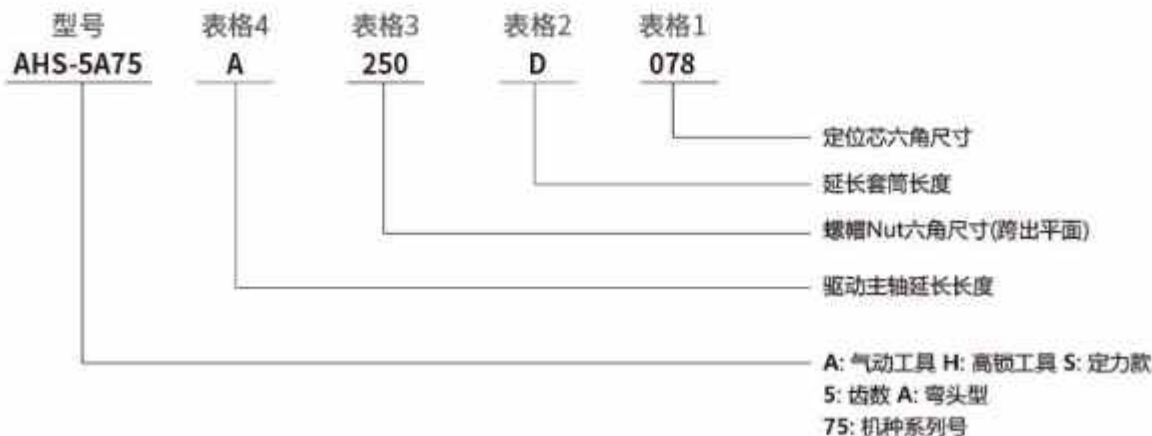 型号 表格4 表格3 表格2 表格1
AHS-5A75 A 250 D 078
定位芯六角尺寸
延长套筒长度
螺帽Nut六角尺寸(跨出平面)
驱动主轴延长长度
A: 气动工具 H: 高锁工具 S: 定力款
5: 齿数 A: 弯头型
75: 机种系列号